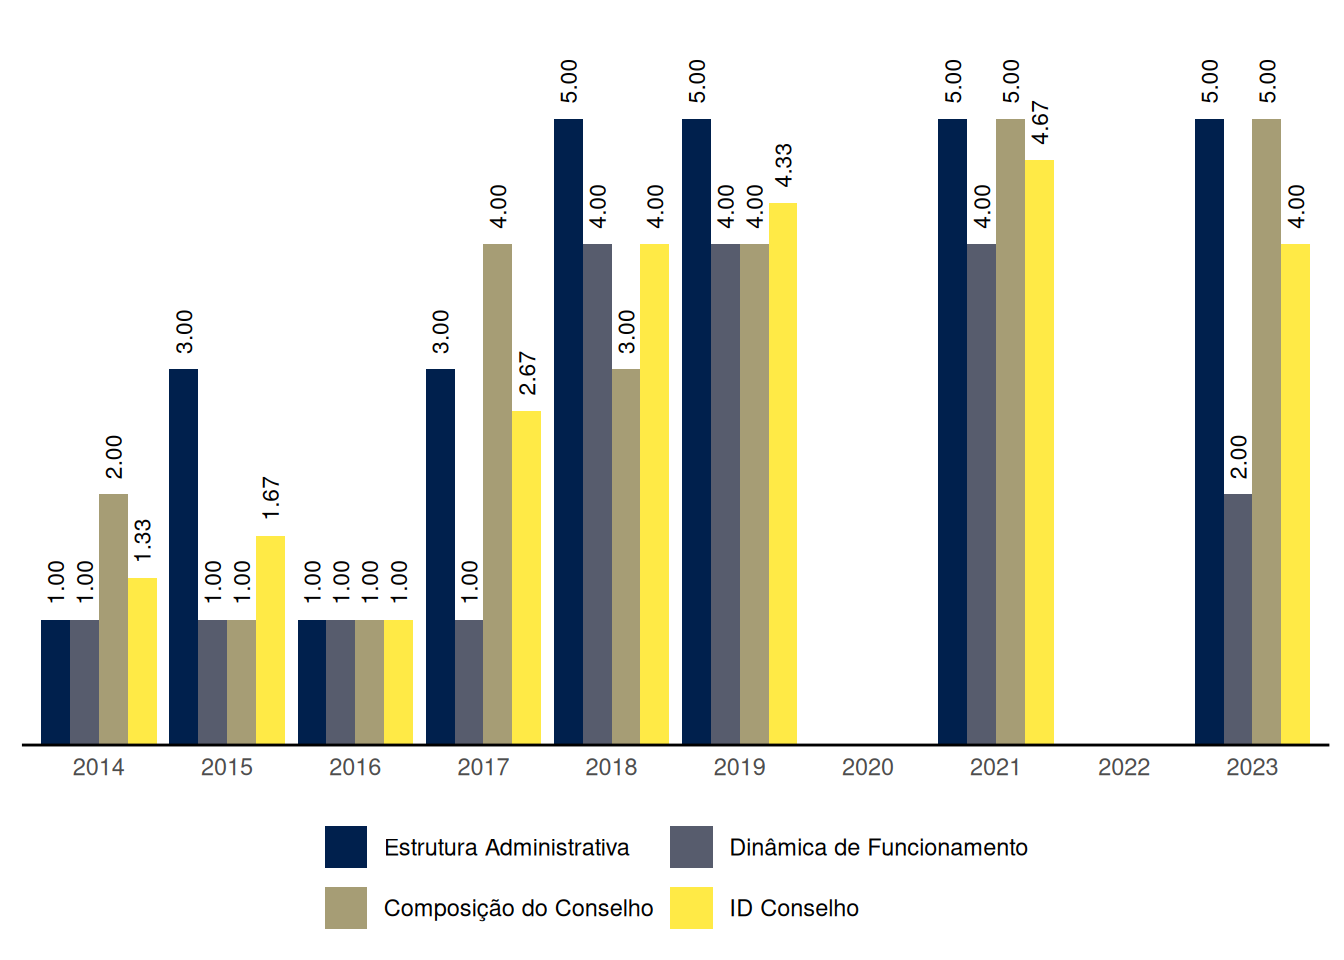 1.00 1.00 2.00 1.33
3.00 1.00 1.00 1.67
1.00 1.00 1.00 1.00
3.00 1.00 4.00 2.67
5.00 4.00 3.00 4.00
5.00 4.00 4.00 4.33
5.00 4.00 5.00 4.67
5.00 2.00 5.00 4.00
2014 2015 2016 2017 2018 2019 2020 2021 2022 2023
Estrutura Administrativa Dinâmica de Funcionamento
Composição do Conselho ID Conselho